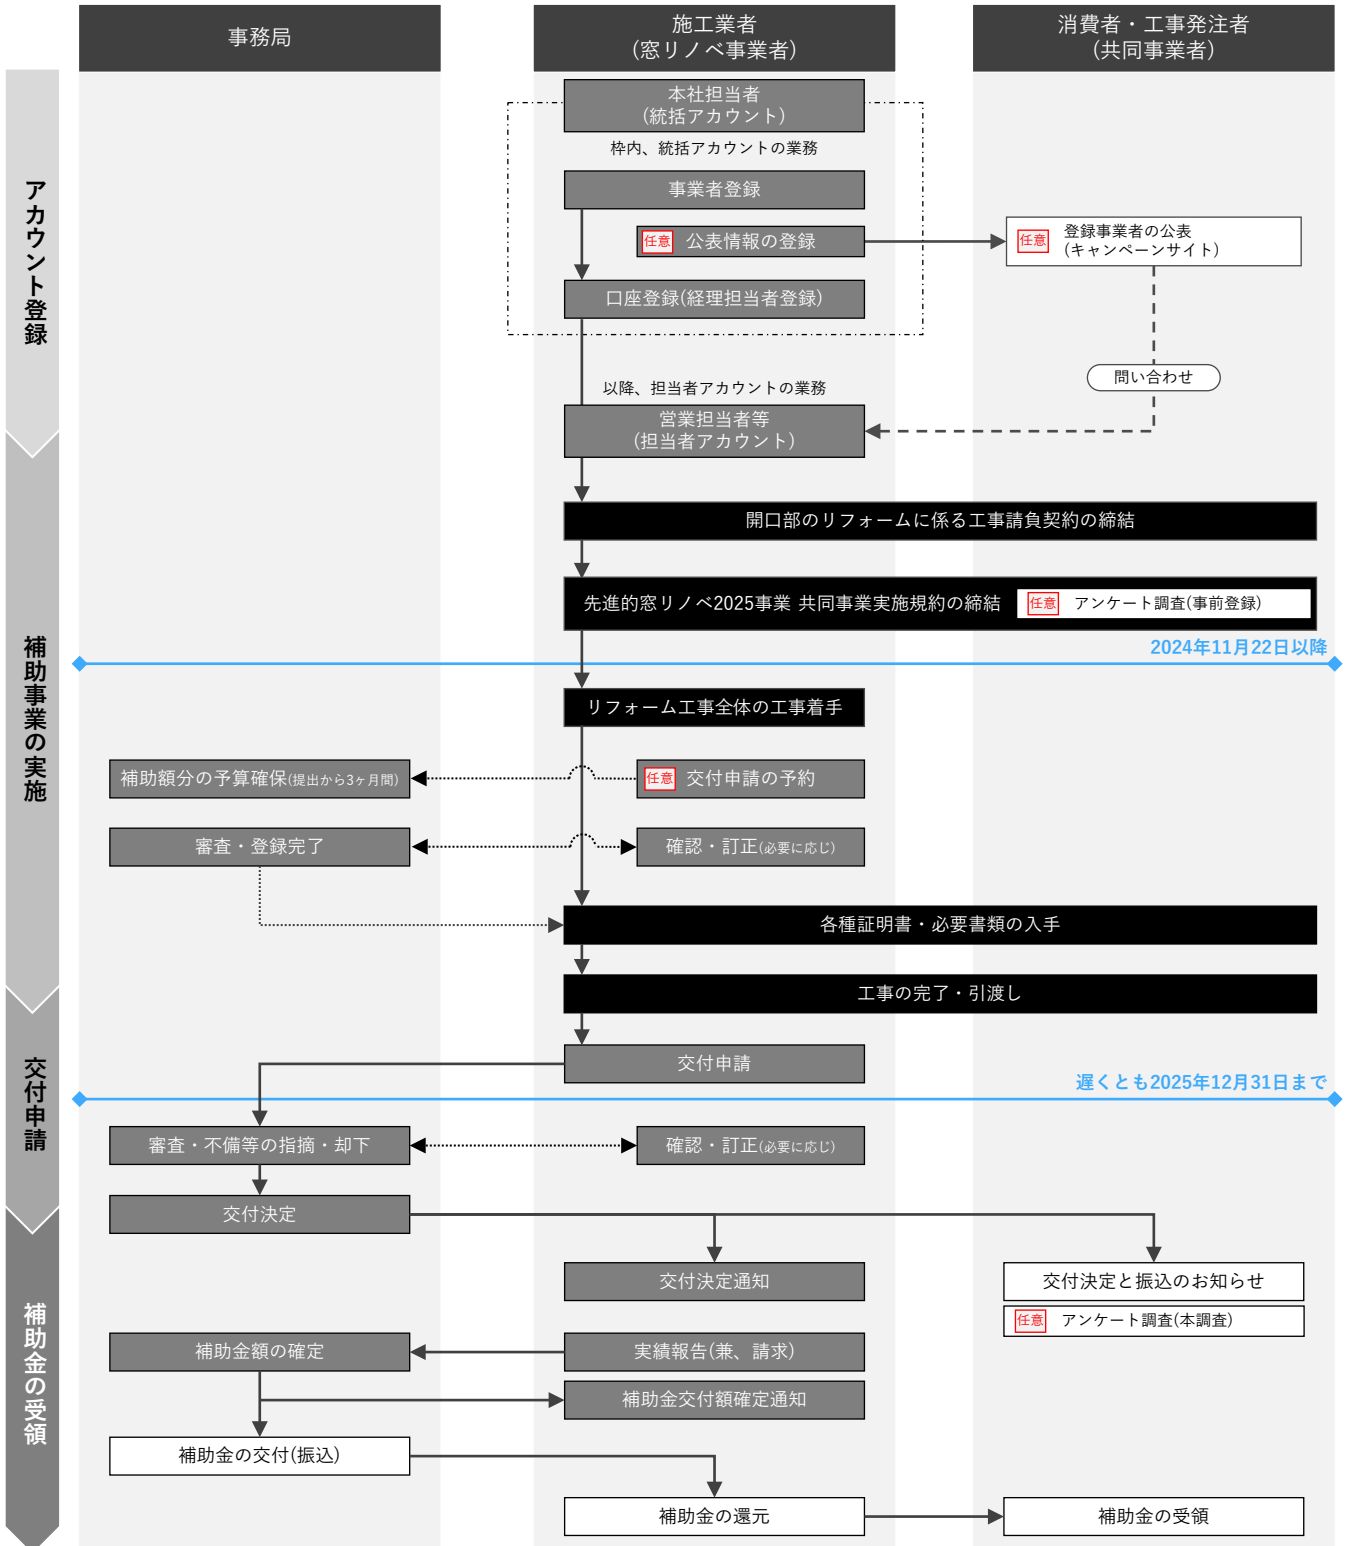 事務局
施工業者
(窓リノベ事業者)
消費者・工事発注者
(共同事業者)
アカウント登録
本社担当者
(統括アカウント)
枠内、統括アカウントの業務
事業者登録
任意 公表情報の登録
任意 登録事業者の公表
(キャンペーンサイト)
口座登録(経理担当者登録)
問い合わせ
以降、担当者アカウントの業務
営業担当者等
(担当者アカウント)
補助事業の実施
開口部のリフォームに係る工事請負契約の締結
先進的窓リノベ2025事業 共同事業実施規約の締結 任意 アンケート調査(事前登録)
2024年11月22日以降
リフォーム工事全体の工事着手
補助額分の予算確保(提出から3ヶ月間)
任意 交付申請の予約
審査・登録完了
確認・訂正(必要に応じ)
各種証明書・必要書類の入手
工事の完了・引渡し
交付申請
交付申請
遅くとも2025年12月31日まで
審査・不備等の指摘・却下
確認・訂正(必要に応じ)
交付決定
補助金の受領
交付決定通知
交付決定と振込のお知らせ
任意 アンケート調査(本調査)
補助金額の確定
実績報告(兼、請求)
補助金交付額確定通知
補助金の交付(振込)
補助金の還元
補助金の受領